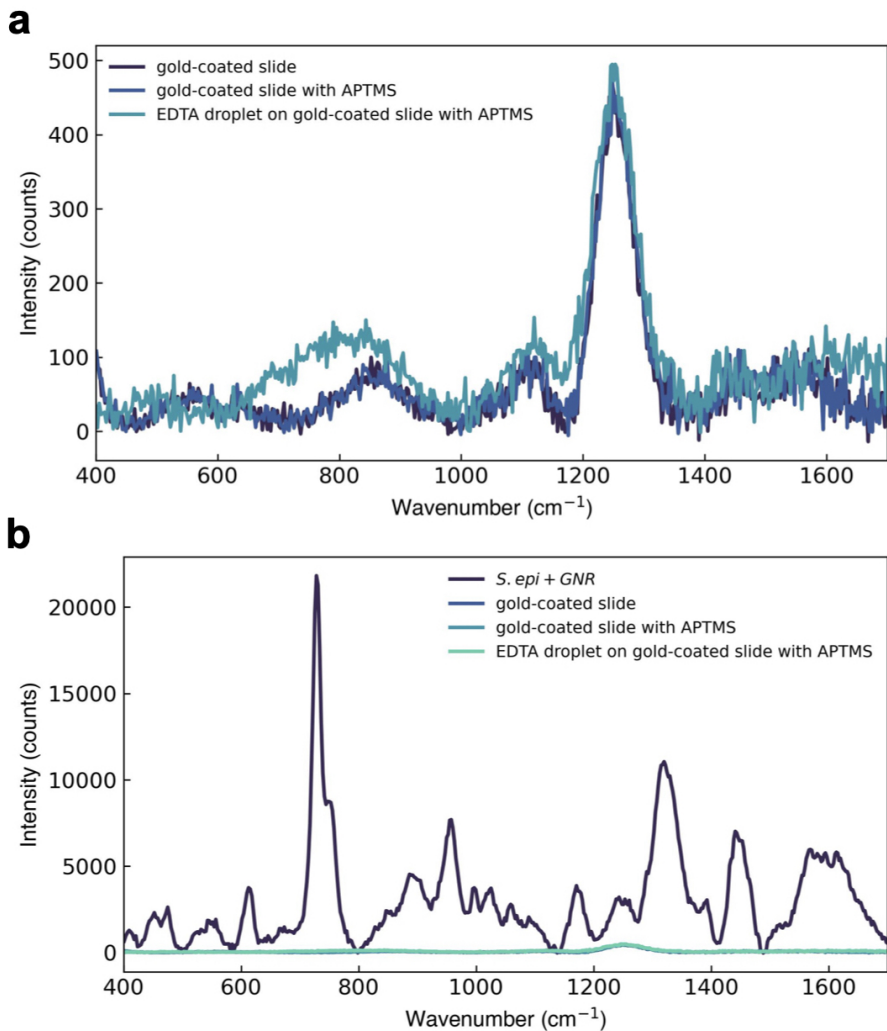 a
500
gold-coated slide
gold-coated slide with APTMS
EDTA droplet on gold-coated slide with APTMS
400
300
200
100
0
Intensity (counts)
400 600 800 1000 1200 1400 1600
Wavenumber (cm⁻¹)
b
S. epi + GNR
gold-coated slide
gold-coated slide with APTMS
EDTA droplet on gold-coated slide with APTMS
20000
15000
10000
5000
0
Intensity (counts)
400 600 800 1000 1200 1400 1600
Wavenumber (cm⁻¹)